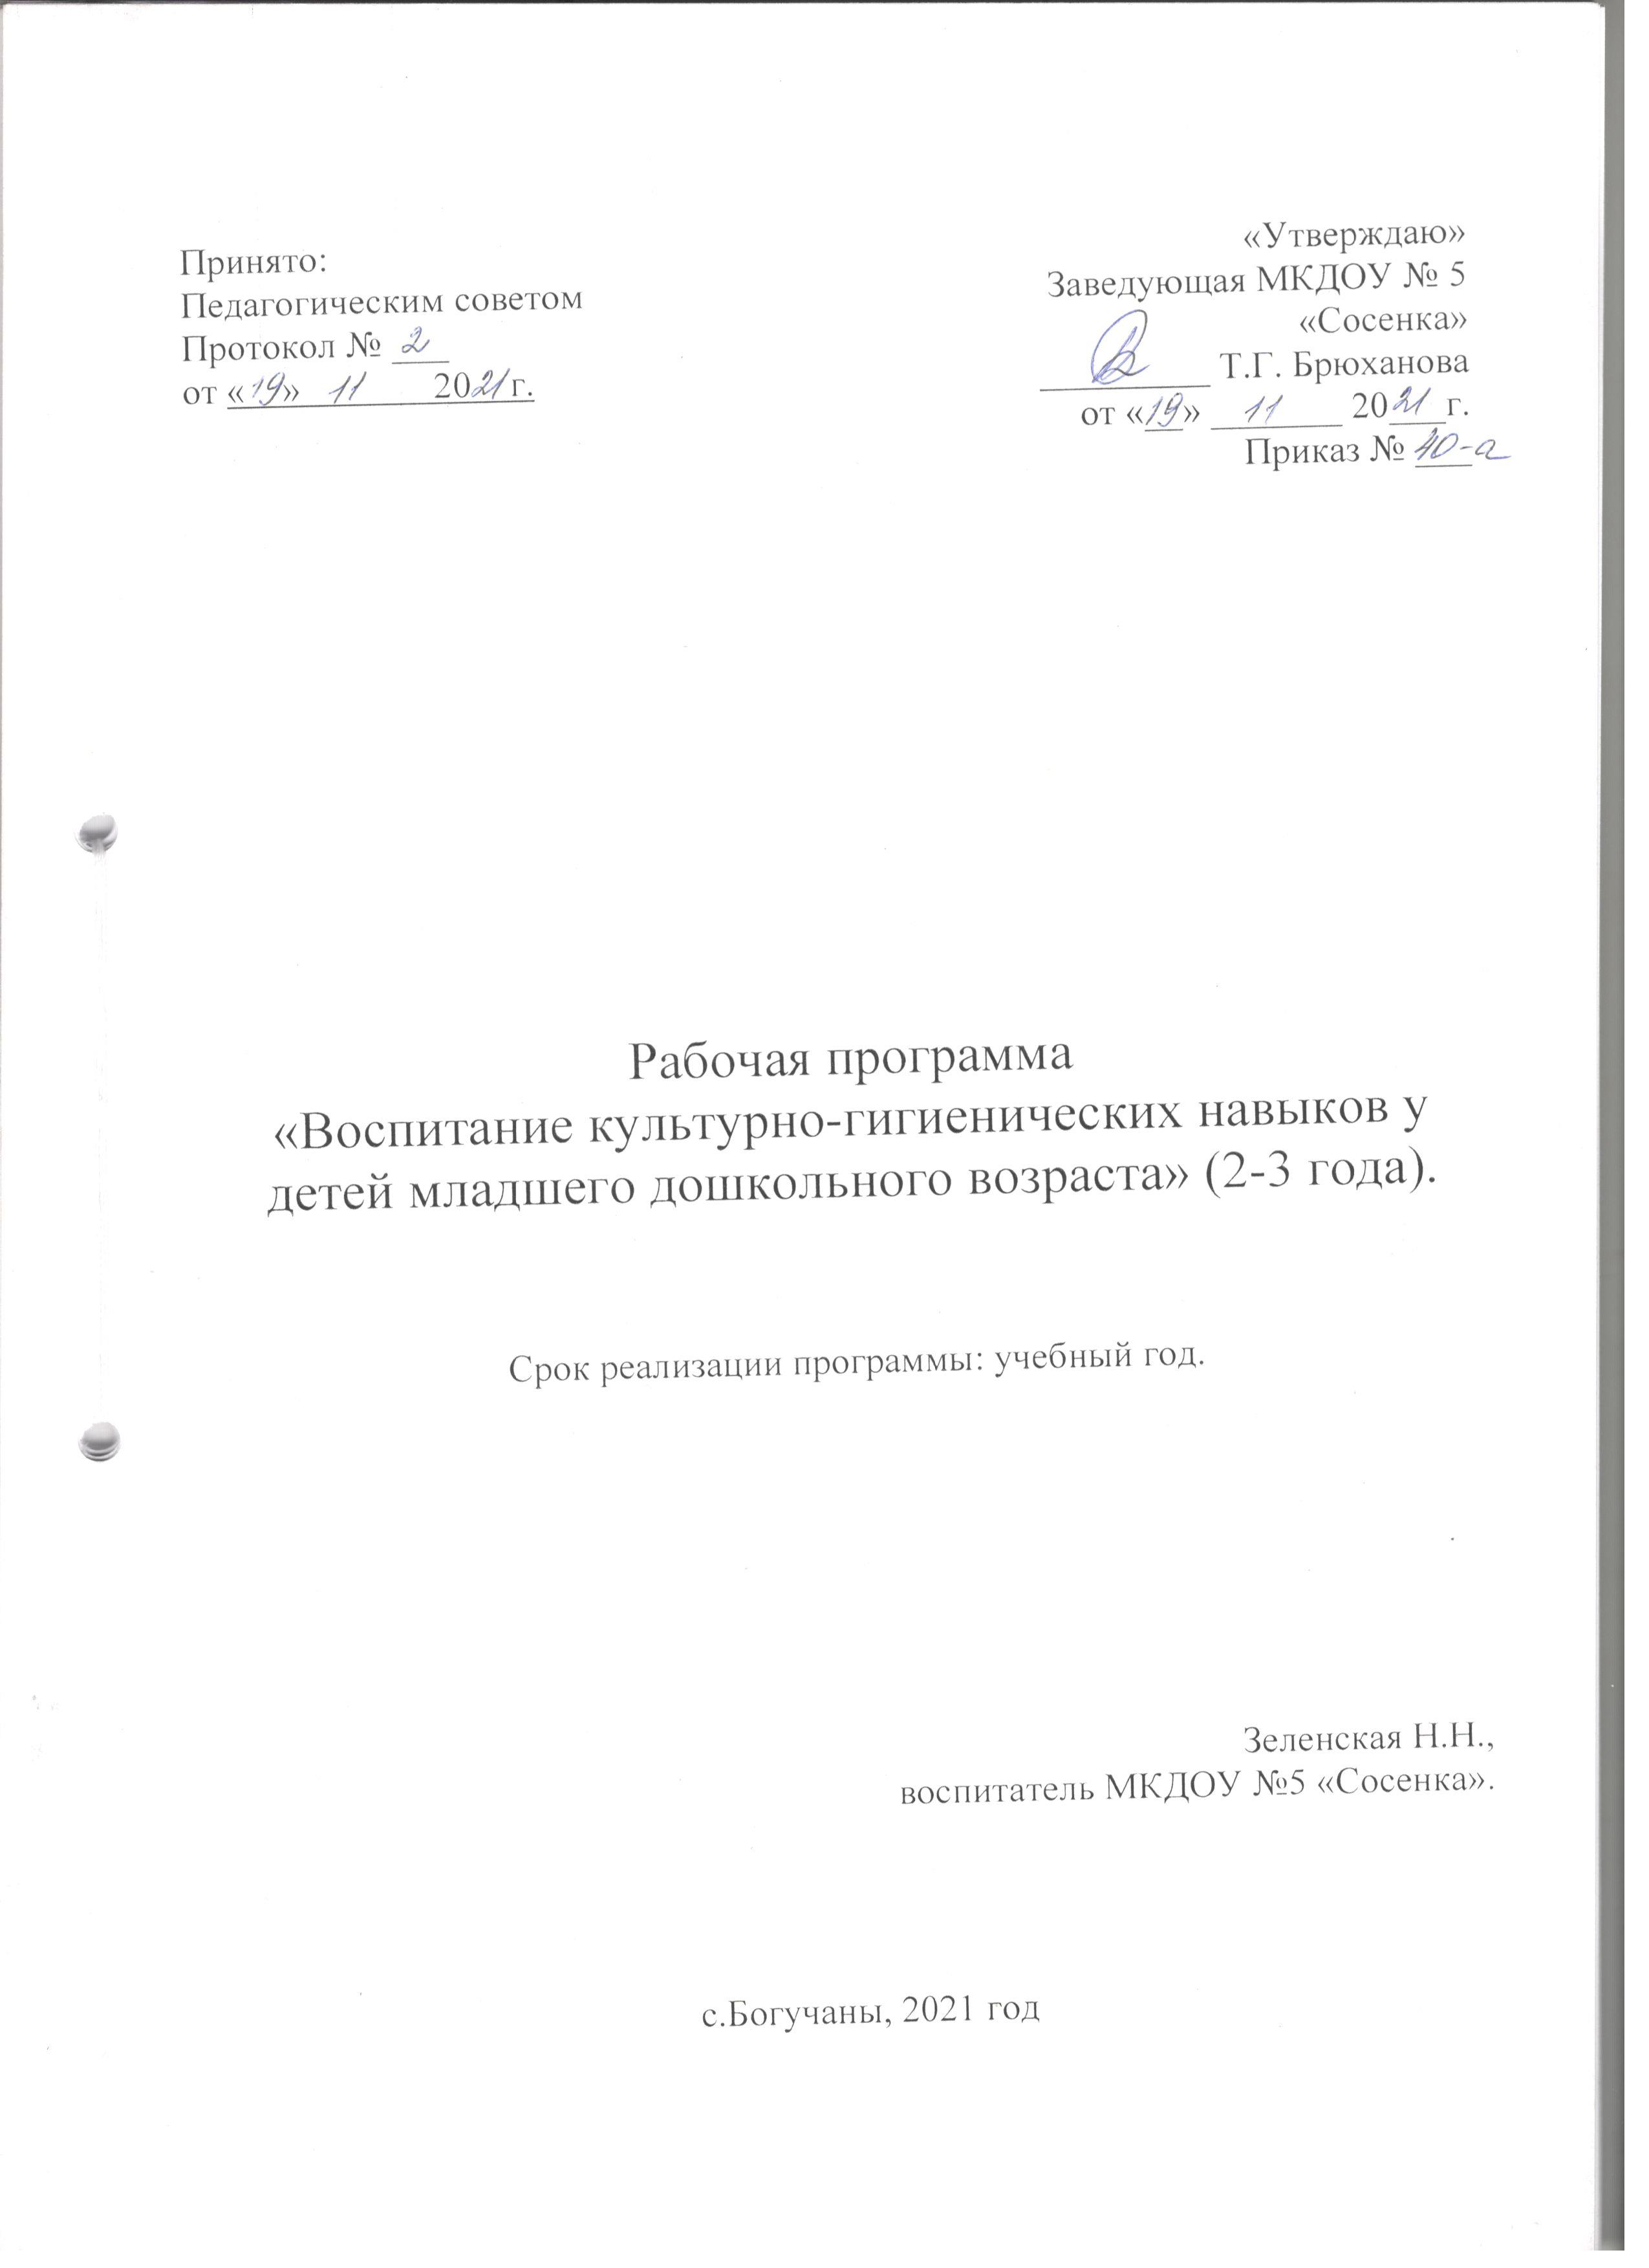 Принято:
Педагогическим советом
Протокол № 2
от «19» 11 2021 г.
«Утверждаю»
Заведующая МКДОУ № 5
«Сосенка»
Т.Г. Брюханова
от «19» 11 2021 г.
Приказ № 40-а
Рабочая программа
«Воспитание культурно-гигиенических навыков у
детей младшего дошкольного возраста» (2-3 года).
Срок реализации программы: учебный год.
Зеленская Н.Н.,
воспитатель МКДОУ №5 «Сосенка».
с.Богучаны, 2021 год